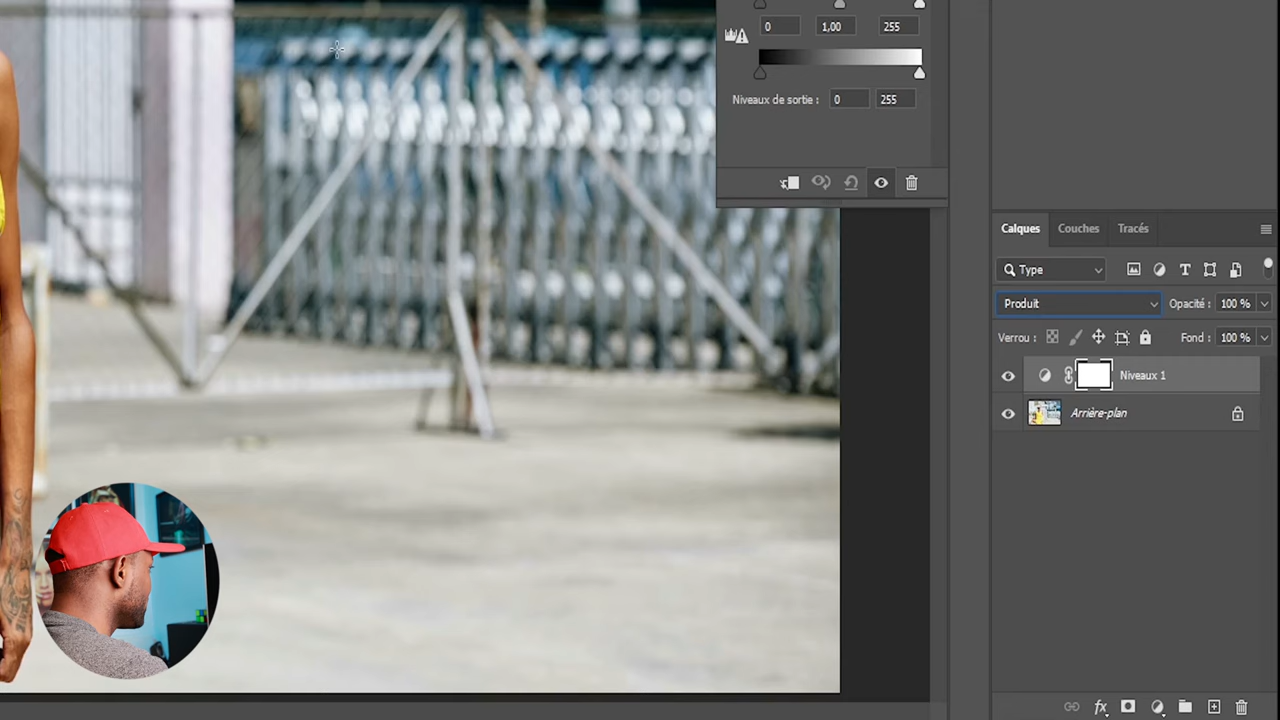 0 1,00 255
Niveaux de sortie : 0 255
Calques Couches Tracés
Type
Produit Opacité : 100 %
Verrou : Fond : 100 %
Niveaux 1
Arrière-plan
fx